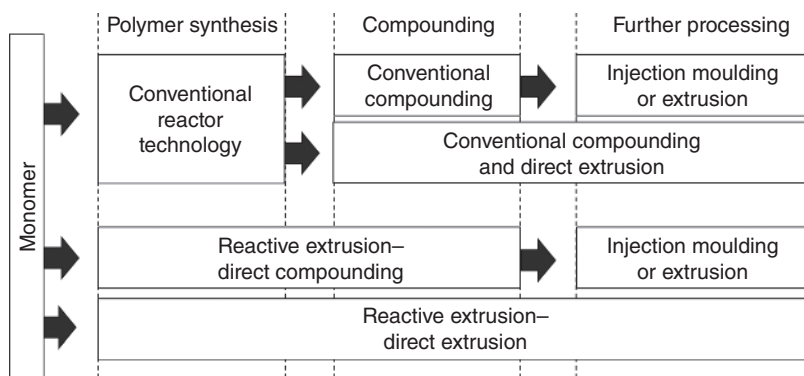 Polymer synthesis
Compounding
Further processing
Monomer
Conventional
reactor
technology
Conventional
compounding
Injection moulding
or extrusion
Conventional compounding
and direct extrusion
Reactive extrusion–
direct compounding
Injection moulding
or extrusion
Reactive extrusion–
direct extrusion